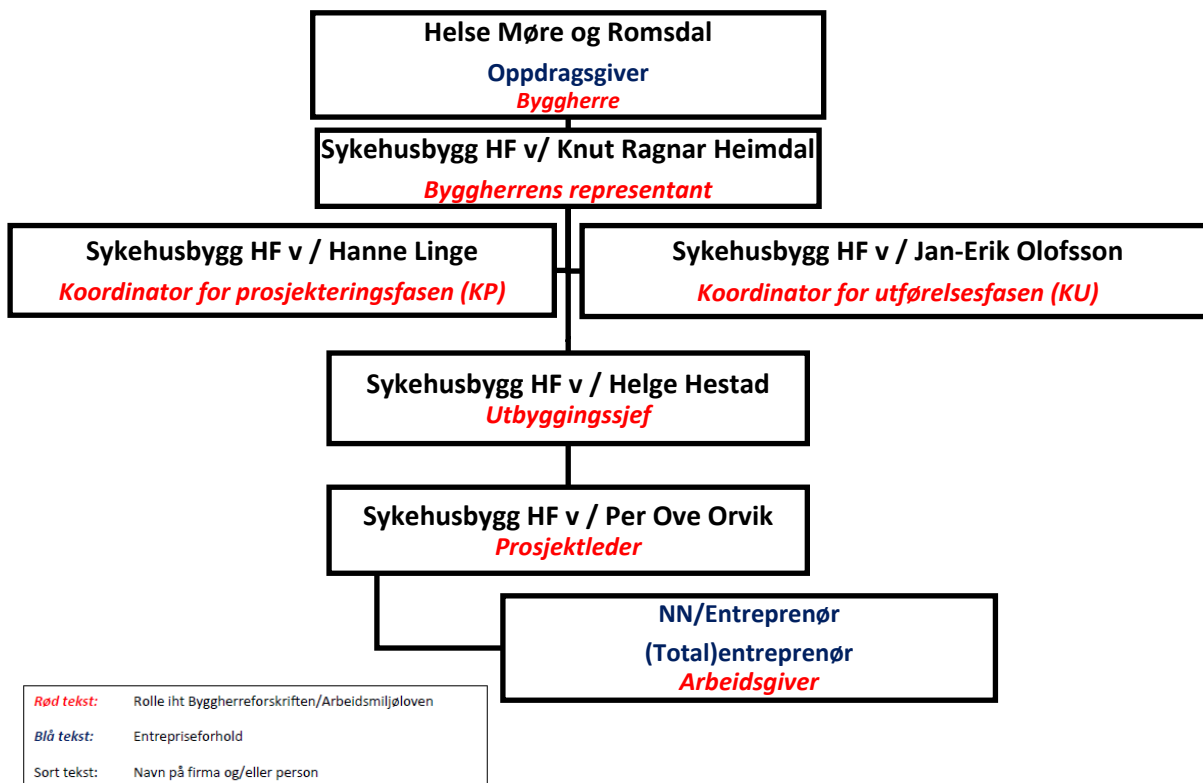 Helse Møre og Romsdal
Oppdragsgiver
Byggherre
Sykehusbygg HF v/ Knut Ragnar Heimdal
Byggherrens representant
Sykehusbygg HF v / Hanne Linge
Koordinator for prosjekteringsfasen (KP)
Sykehusbygg HF v / Jan-Erik Olofsson
Koordinator for utførelsesfasen (KU)
Sykehusbygg HF v / Helge Hestad
Utbyggingssjef
Sykehusbygg HF v / Per Ove Orvik
Prosjektleder
NN/Entreprenør
(Total)entreprenør
Arbeidsgiver
Rød tekst: Rolle iht Byggherreforskriften/Arbeidsmiljøloven
Blå tekst: Entrepriseforhold
Sort tekst: Navn på firma og/eller person